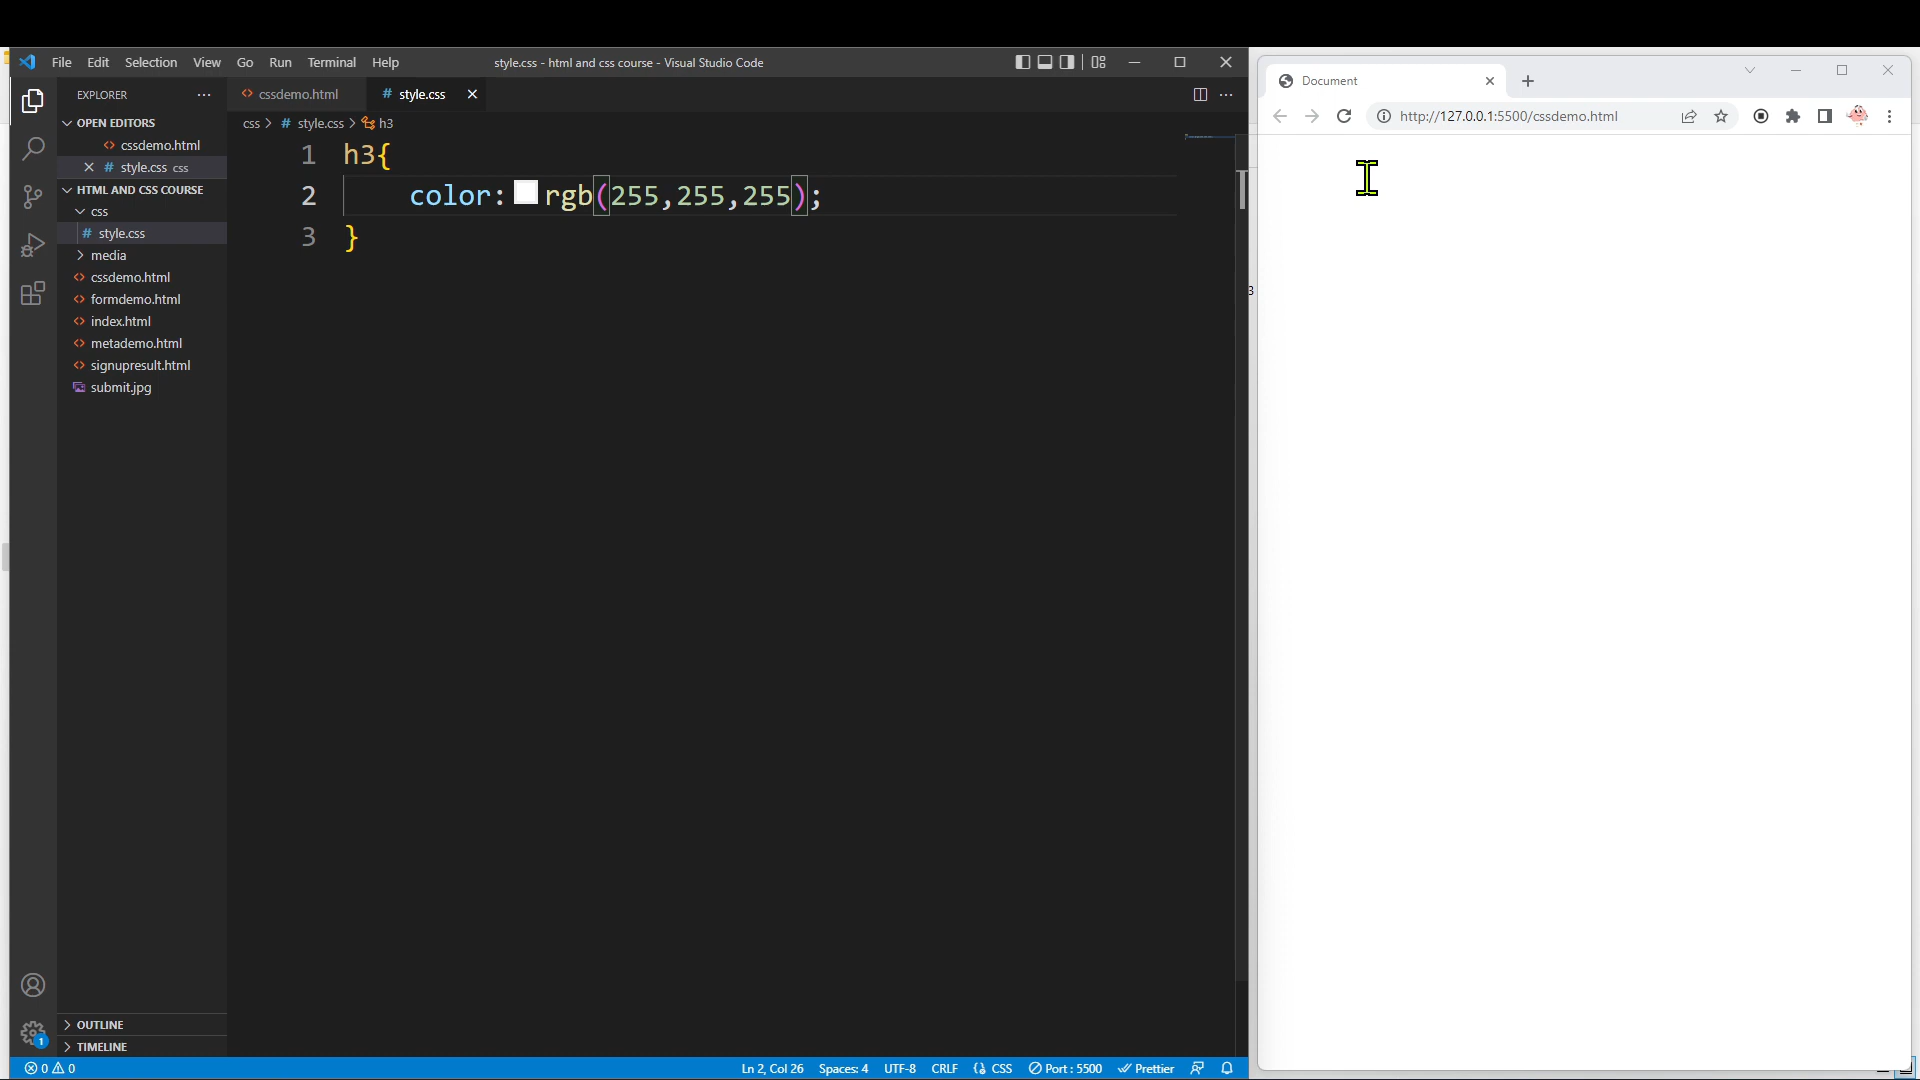 File Edit Selection View Go Run Terminal Help
style.css - html and css course - Visual Studio Code
EXPLORER
OPEN EDITORS
cssdemo.html
style.css css
HTML AND CSS COURSE
css
style.css
media
cssdemo.html
formdemo.html
index.html
metademo.html
signupresult.html
submit.jpg
OUTLINE
TIMELINE
cssdemo.html
# style.css
css > # style.css > h3
1 h3{
2 color: rgb(255,255,255);
3 }
1
0 0
Ln 2, Col 26 Spaces: 4 UTF-8 CRLF {} CSS Port : 5500 Prettier
3
Document
http://127.0.0.1:5500/cssdemo.html